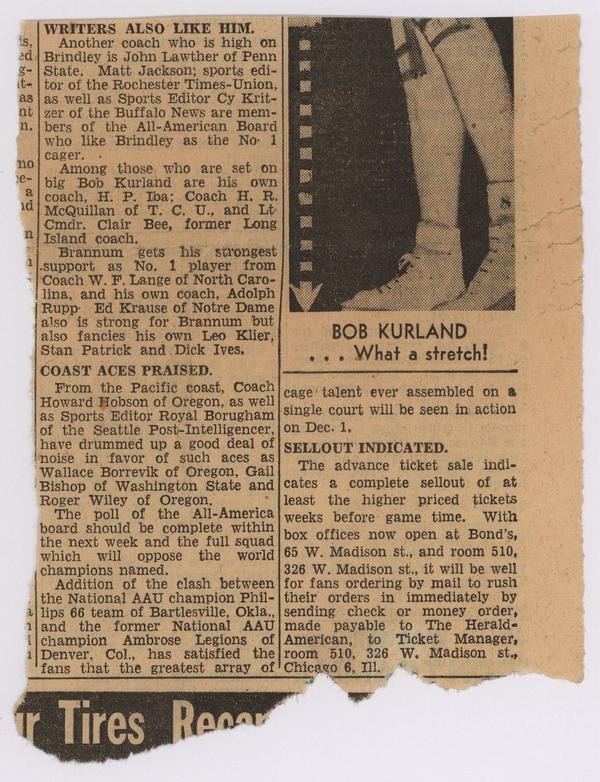 WRITERS ALSO LIKE HIM.
Another coach who is high on
Brindley is John Lawther of Penn
State. Matt Jackson; sports edi-
tor of the Rochester Times-Union,
as well as Sports Editor Cy Krit-
zer of the Buffalo News are mem-
bers of the All-American Board
who like Brindley as the No. 1
cager.
Among those who are set on
big Bob Kurland are his own
coach, H. P. Iba; Coach H. R.
McQuillan of T. C. U., and Lt.
Cmdr. Clair Bee, former Long
Island coach.
Brannum gets his strongest
support as No. 1 player from
Coach W. F. Lange of North Caro-
lina, and his own coach, Adolph
Rupp. Ed Krause of Notre Dame
also is strong for Brannum but
also fancies his own Leo Klier,
Stan Patrick and Dick Ives.
COAST ACES PRAISED.
From the Pacific coast, Coach
Howard Hobson of Oregon, as well
as Sports Editor Royal Borugham
of the Seattle Post-Intelligencer,
have drummed up a good deal of
noise in favor of such aces as
Wallace Borrevik of Oregon, Gail
Bishop of Washington State and
Roger Wiley of Oregon.
The poll of the All-America
board should be complete within
the next week and the full squad
which will oppose the world
champions named.
Addition of the clash between
the National AAU champion Phil-
lips 66 team of Bartlesville, Okla.,
and the former National AAU
champion Ambrose Legions of
Denver, Col., has satisfied the
fans that the greatest array of
BOB KURLAND
. . . What a stretch!
cage talent ever assembled on a
single court will be seen in action
on Dec. 1.
SELLOUT INDICATED.
The advance ticket sale indi-
cates a complete sellout of at
least the higher priced tickets
weeks before game time. With
box offices now open at Bond's,
65 W. Madison st., and room 510,
326 W. Madison st., it will be well
for fans ordering by mail to rush
their orders in immediately by
sending check or money order,
made payable to The Herald-
American, to Ticket Manager,
room 510, 326 W. Madison st.,
Chicago 6, Ill.
r Tires Recap